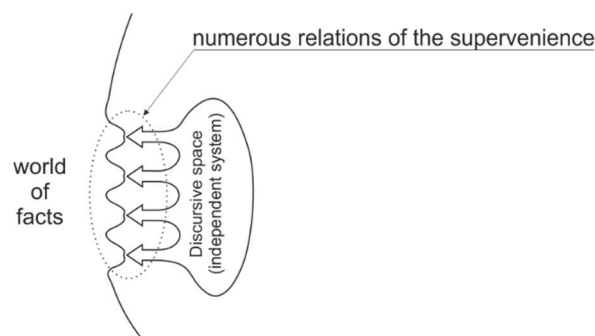 numerous relations of the supervenience
world
of
facts
Discursive space
(independent system)